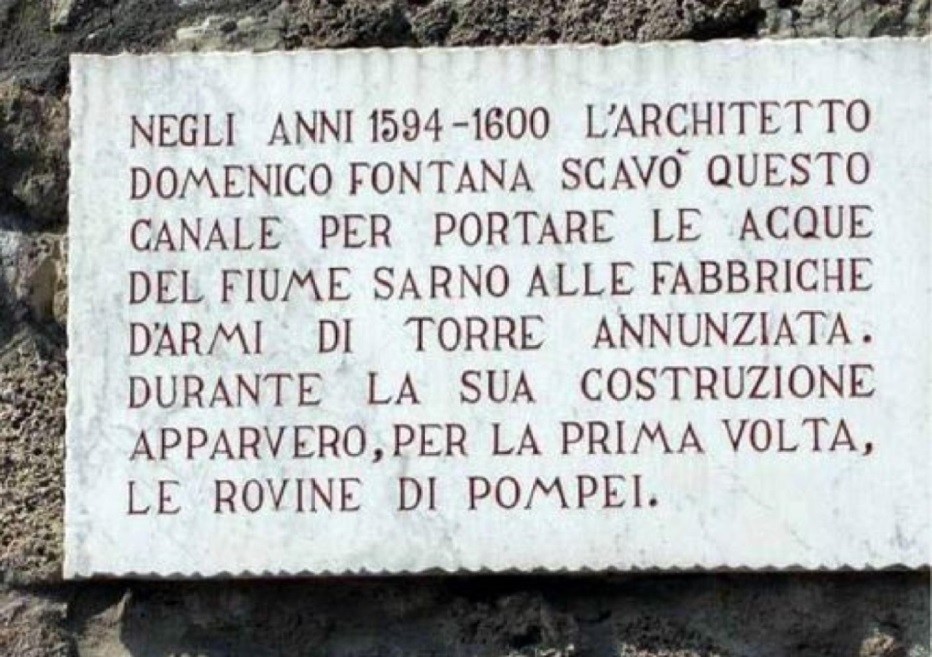 NEGLI ANNI 1594-1600 L'ARCHITETTO
DOMENICO FONTANA SCAVÒ QUESTO
CANALE PER PORTARE LE ACQUE
DEL FIUME SARNO ALLE FABBRICHE
D'ARMI DI TORRE ANNUNZIATA.
DURANTE LA SUA COSTRUZIONE
APPARVERO, PER LA PRIMA VOLTA,
LE ROVINE DI POMPEI.